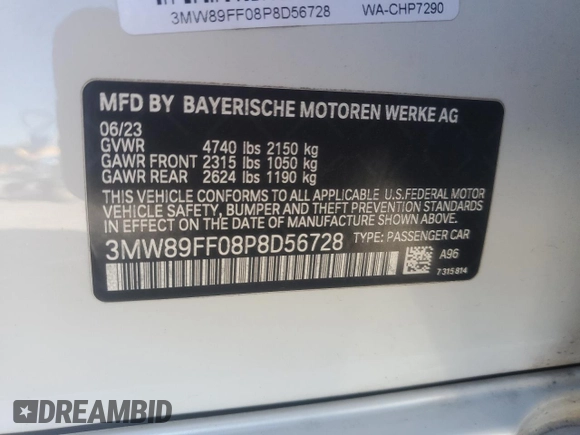 3MW89FF08P8D56728 WA-CHP7290
MFD BY BAYERISCHE MOTOREN WERKE AG
06/23
GVWR 4740 lbs 2150 kg
GAWR FRONT 2315 lbs 1050 kg
GAWR REAR 2624 lbs 1190 kg
THIS VEHICLE CONFORMS TO ALL APPLICABLE U.S.FEDERAL MOTOR
VEHICLE SAFETY, BUMPER AND THEFT PREVENTION STANDARDS
IN EFFECT ON THE DATE OF MANUFACTURE SHOWN ABOVE.
3MW89FF08P8D56728 TYPE: PASSENGER CAR
A96
7315814
DREAMBID